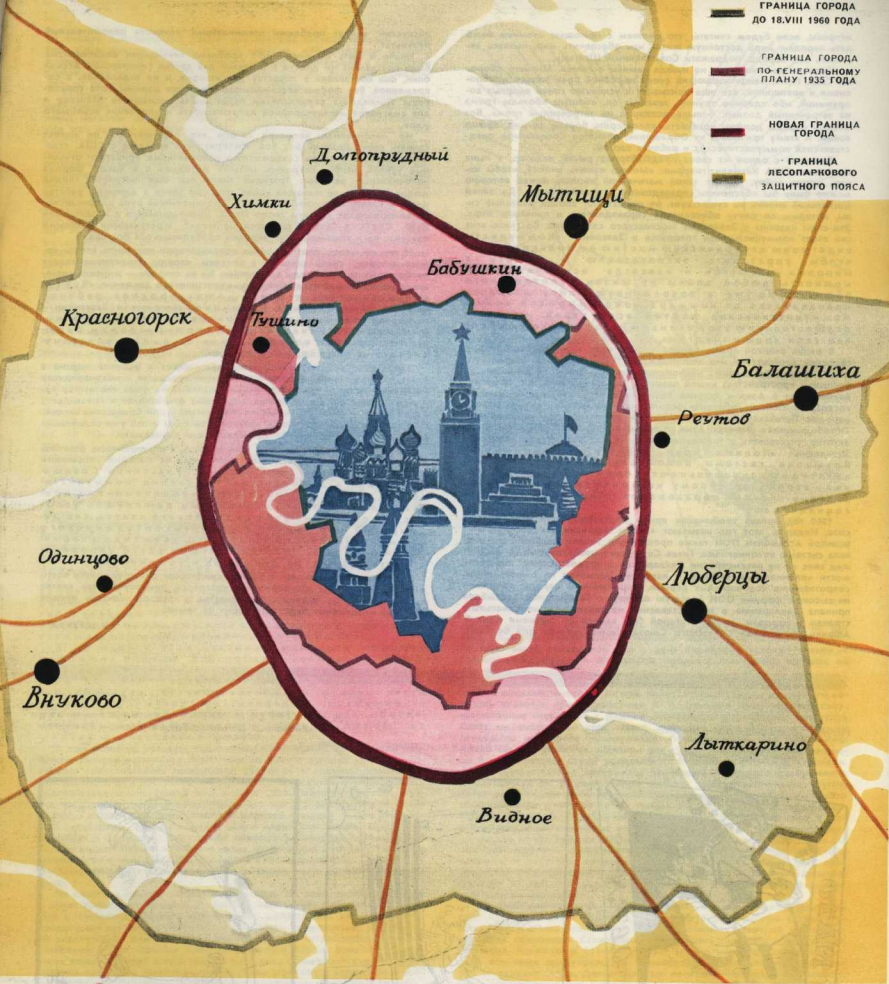 ГРАНИЦА ГОРОДА
ДО 18.VIII 1960 ГОДА
ГРАНИЦА ГОРОДА
ПО ГЕНЕРАЛЬНОМУ
ПЛАНУ 1935 ГОДА
НОВАЯ ГРАНИЦА
ГОРОДА
ГРАНИЦА
ЛЕСОПАРКОВОГО
ЗАЩИТНОГО ПОЯСА
Долгопрудный
Химки
Мытищи
Бабушкин
Красногорск
Тушино
Балашиха
Реутов
Одинцово
Люберцы
Внуково
Лыткарино
Видное